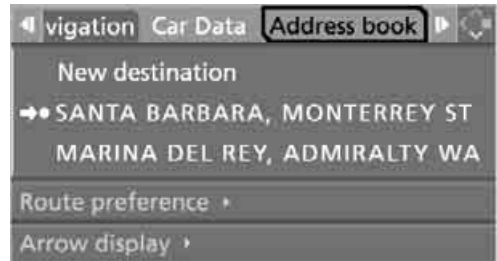 vigation Car Data Address book
New destination
SANTA BARBARA, MONTERREY ST
MARINA DEL REY, ADMIRALTY WA
Route preference
Arrow display